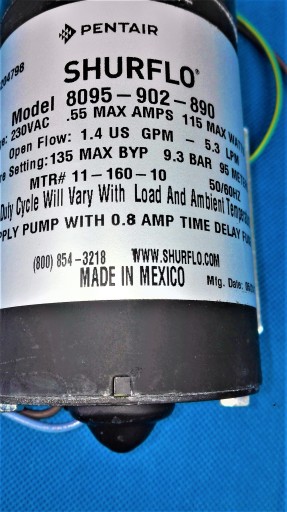 PENTAIR
204798
SHURFLO®
Model 8095-902-890
230VAC .55 MAX AMPS 115 MAX
Open Flow: 1.4 US GPM - 5.3 LPM
Setting: 135 MAX BYP 9.3 BAR 95
MTR# 11-160-10 50/60HZ
Duty Cycle Will Vary With Load And Ambient
PUMP WITH 0.8 AMP TIME DELAY
(800) 854-3218 WWW.SHURFLO.COM
MADE IN MEXICO Mfg. Date: